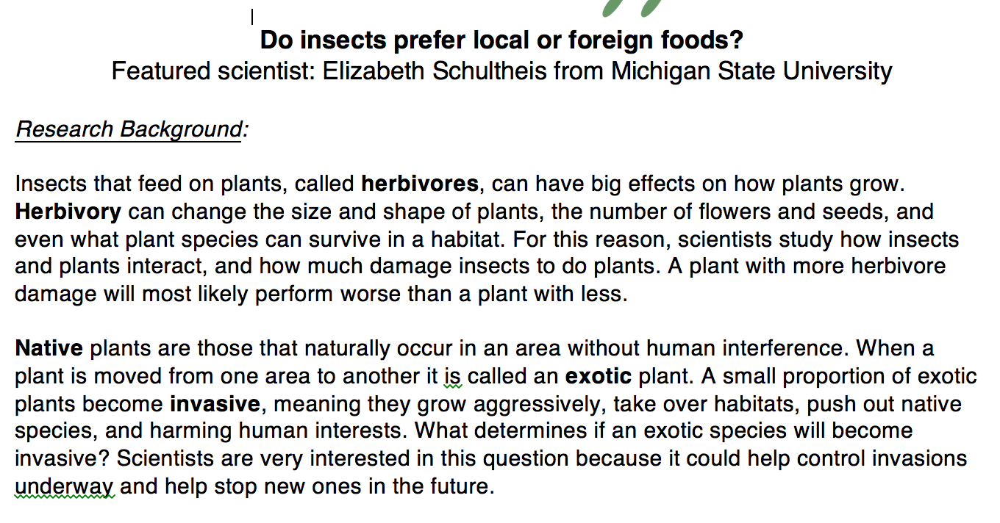 Do insects prefer local or foreign foods?
Featured scientist: Elizabeth Schultheis from Michigan State University
Research Background:
Insects that feed on plants, called herbivores, can have big effects on how plants grow.
Herbivory can change the size and shape of plants, the number of flowers and seeds, and
even what plant species can survive in a habitat. For this reason, scientists study how insects
and plants interact, and how much damage insects to do plants. A plant with more herbivore
damage will most likely perform worse than a plant with less.
Native plants are those that naturally occur in an area without human interference. When a
plant is moved from one area to another it is called an exotic plant. A small proportion of exotic
plants become invasive, meaning they grow aggressively, take over habitats, push out native
species, and harming human interests. What determines if an exotic species will become
invasive? Scientists are very interested in this question because it could help control invasions
underway and help stop new ones in the future.